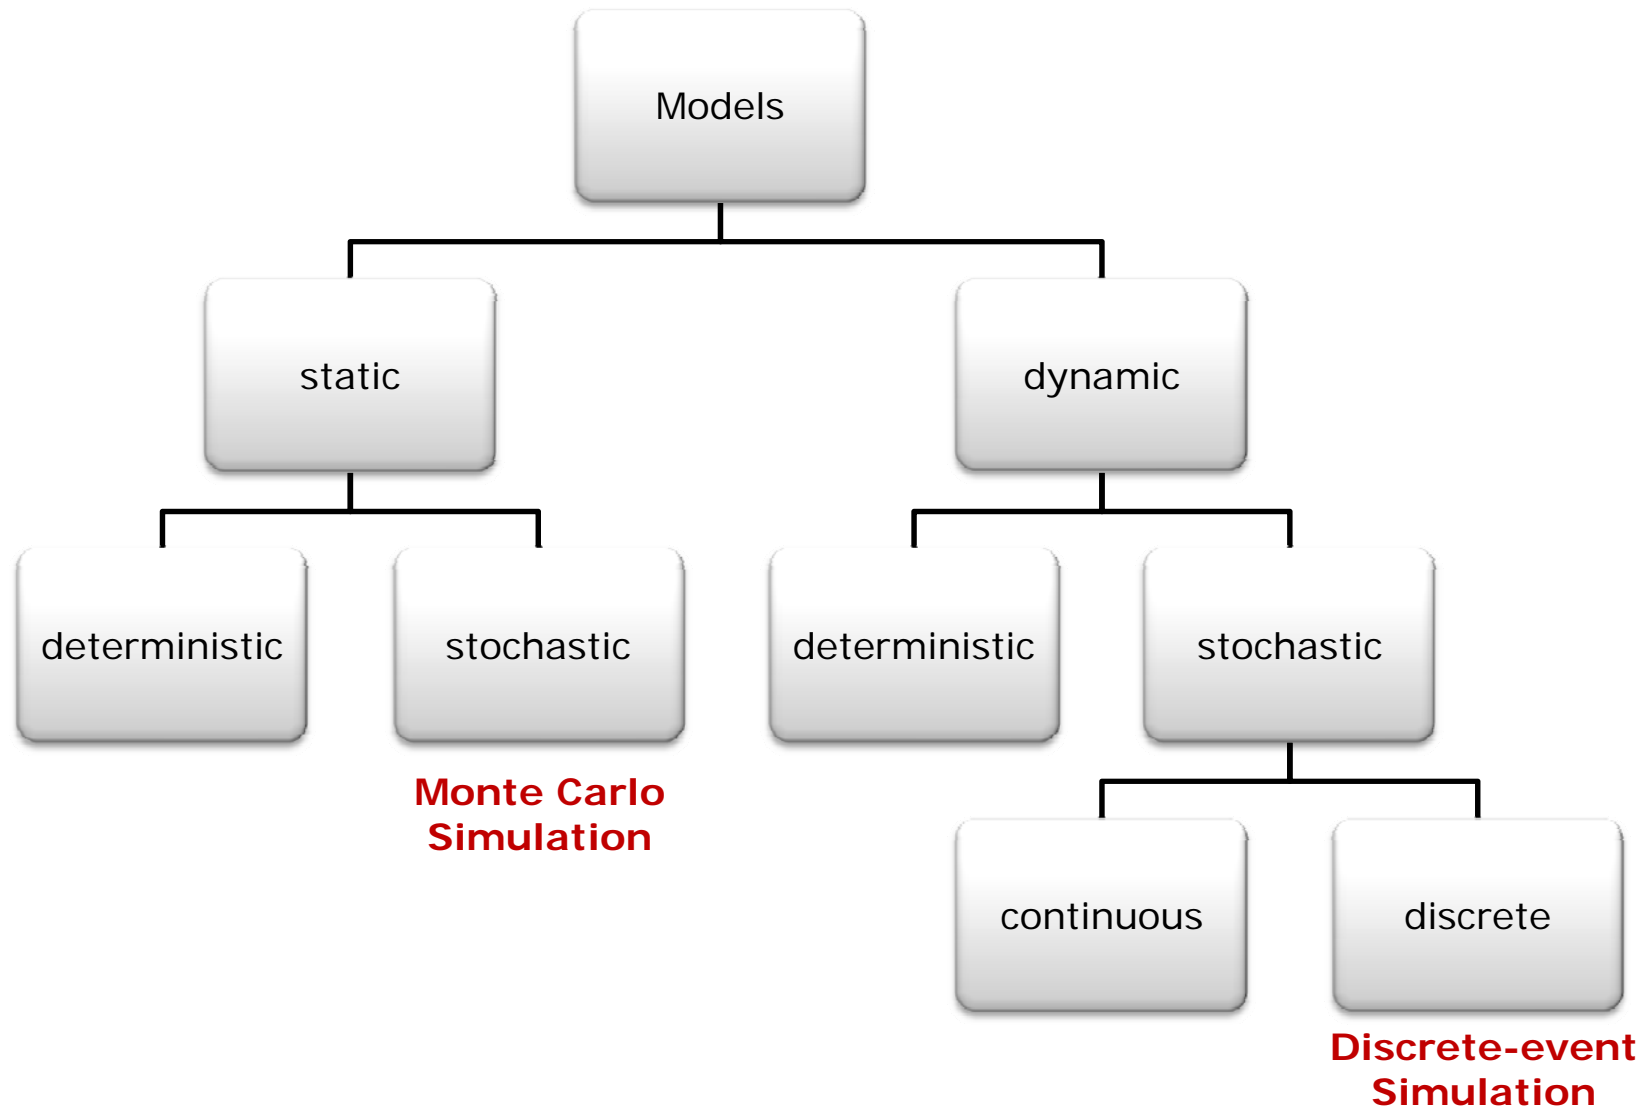 Models
static
dynamic
deterministic
stochastic
deterministic
stochastic
Monte Carlo
Simulation
continuous
discrete
Discrete-event
Simulation